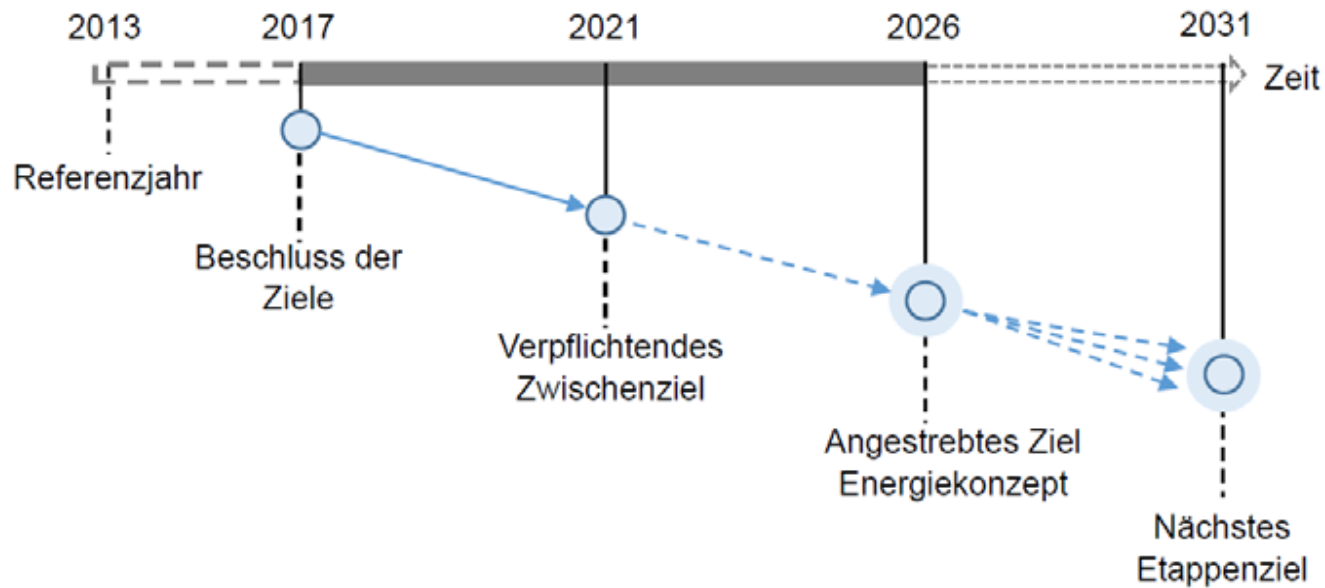 2013
2017
2021
2026
2031
Zeit
Referenzjahr
Beschluss der
Ziele
Verpflichtendes
Zwischenziel
Angestrebtes Ziel
Energiekonzept
Nächstes
Etappenziel